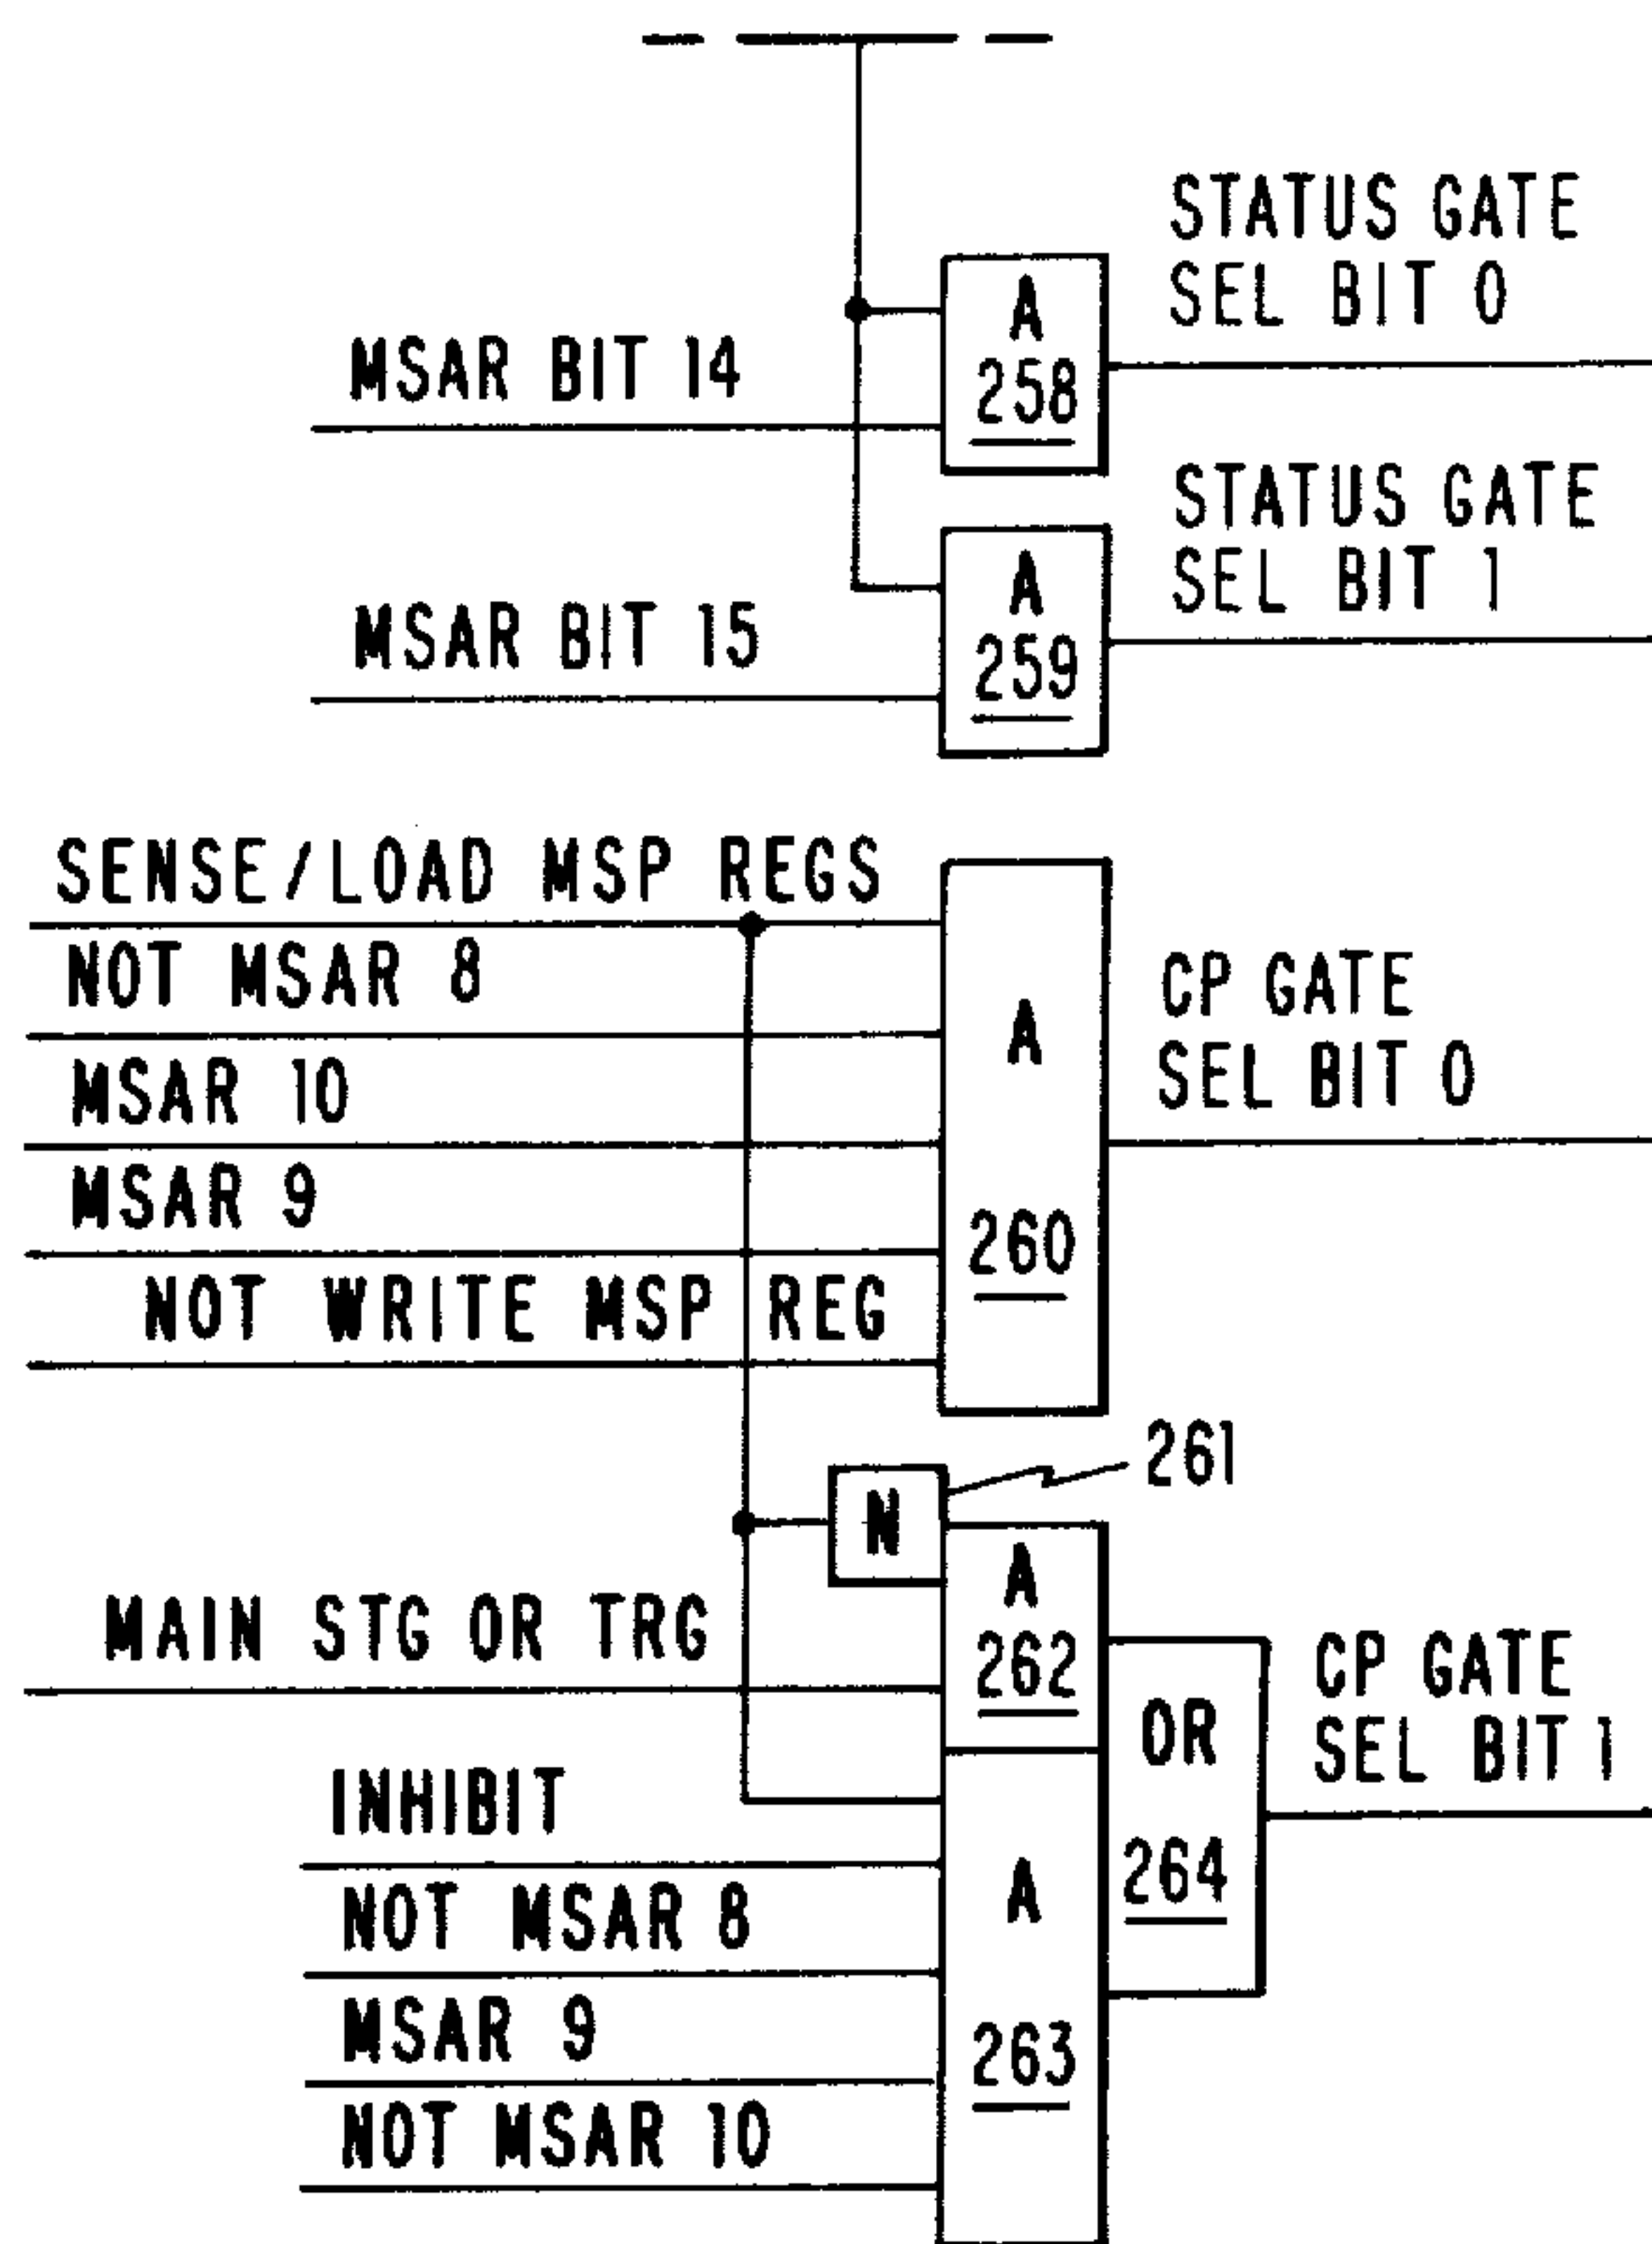 STATUS GATE
SEL BIT 0
A
258
MSAR BIT 14
STATUS GATE
SEL BIT 1
A
259
MSAR BIT 15
SENSE/LOAD MSP REGS
NOT MSAR 8
MSAR 10
MSAR 9
NOT WRITE MSP REG
A
260
CP GATE
SEL BIT 0
261
N
A
262
MAIN STG OR TRG
OR
264
CP GATE
SEL BIT 1
INHIBIT
NOT MSAR 8
MSAR 9
NOT MSAR 10
A
263